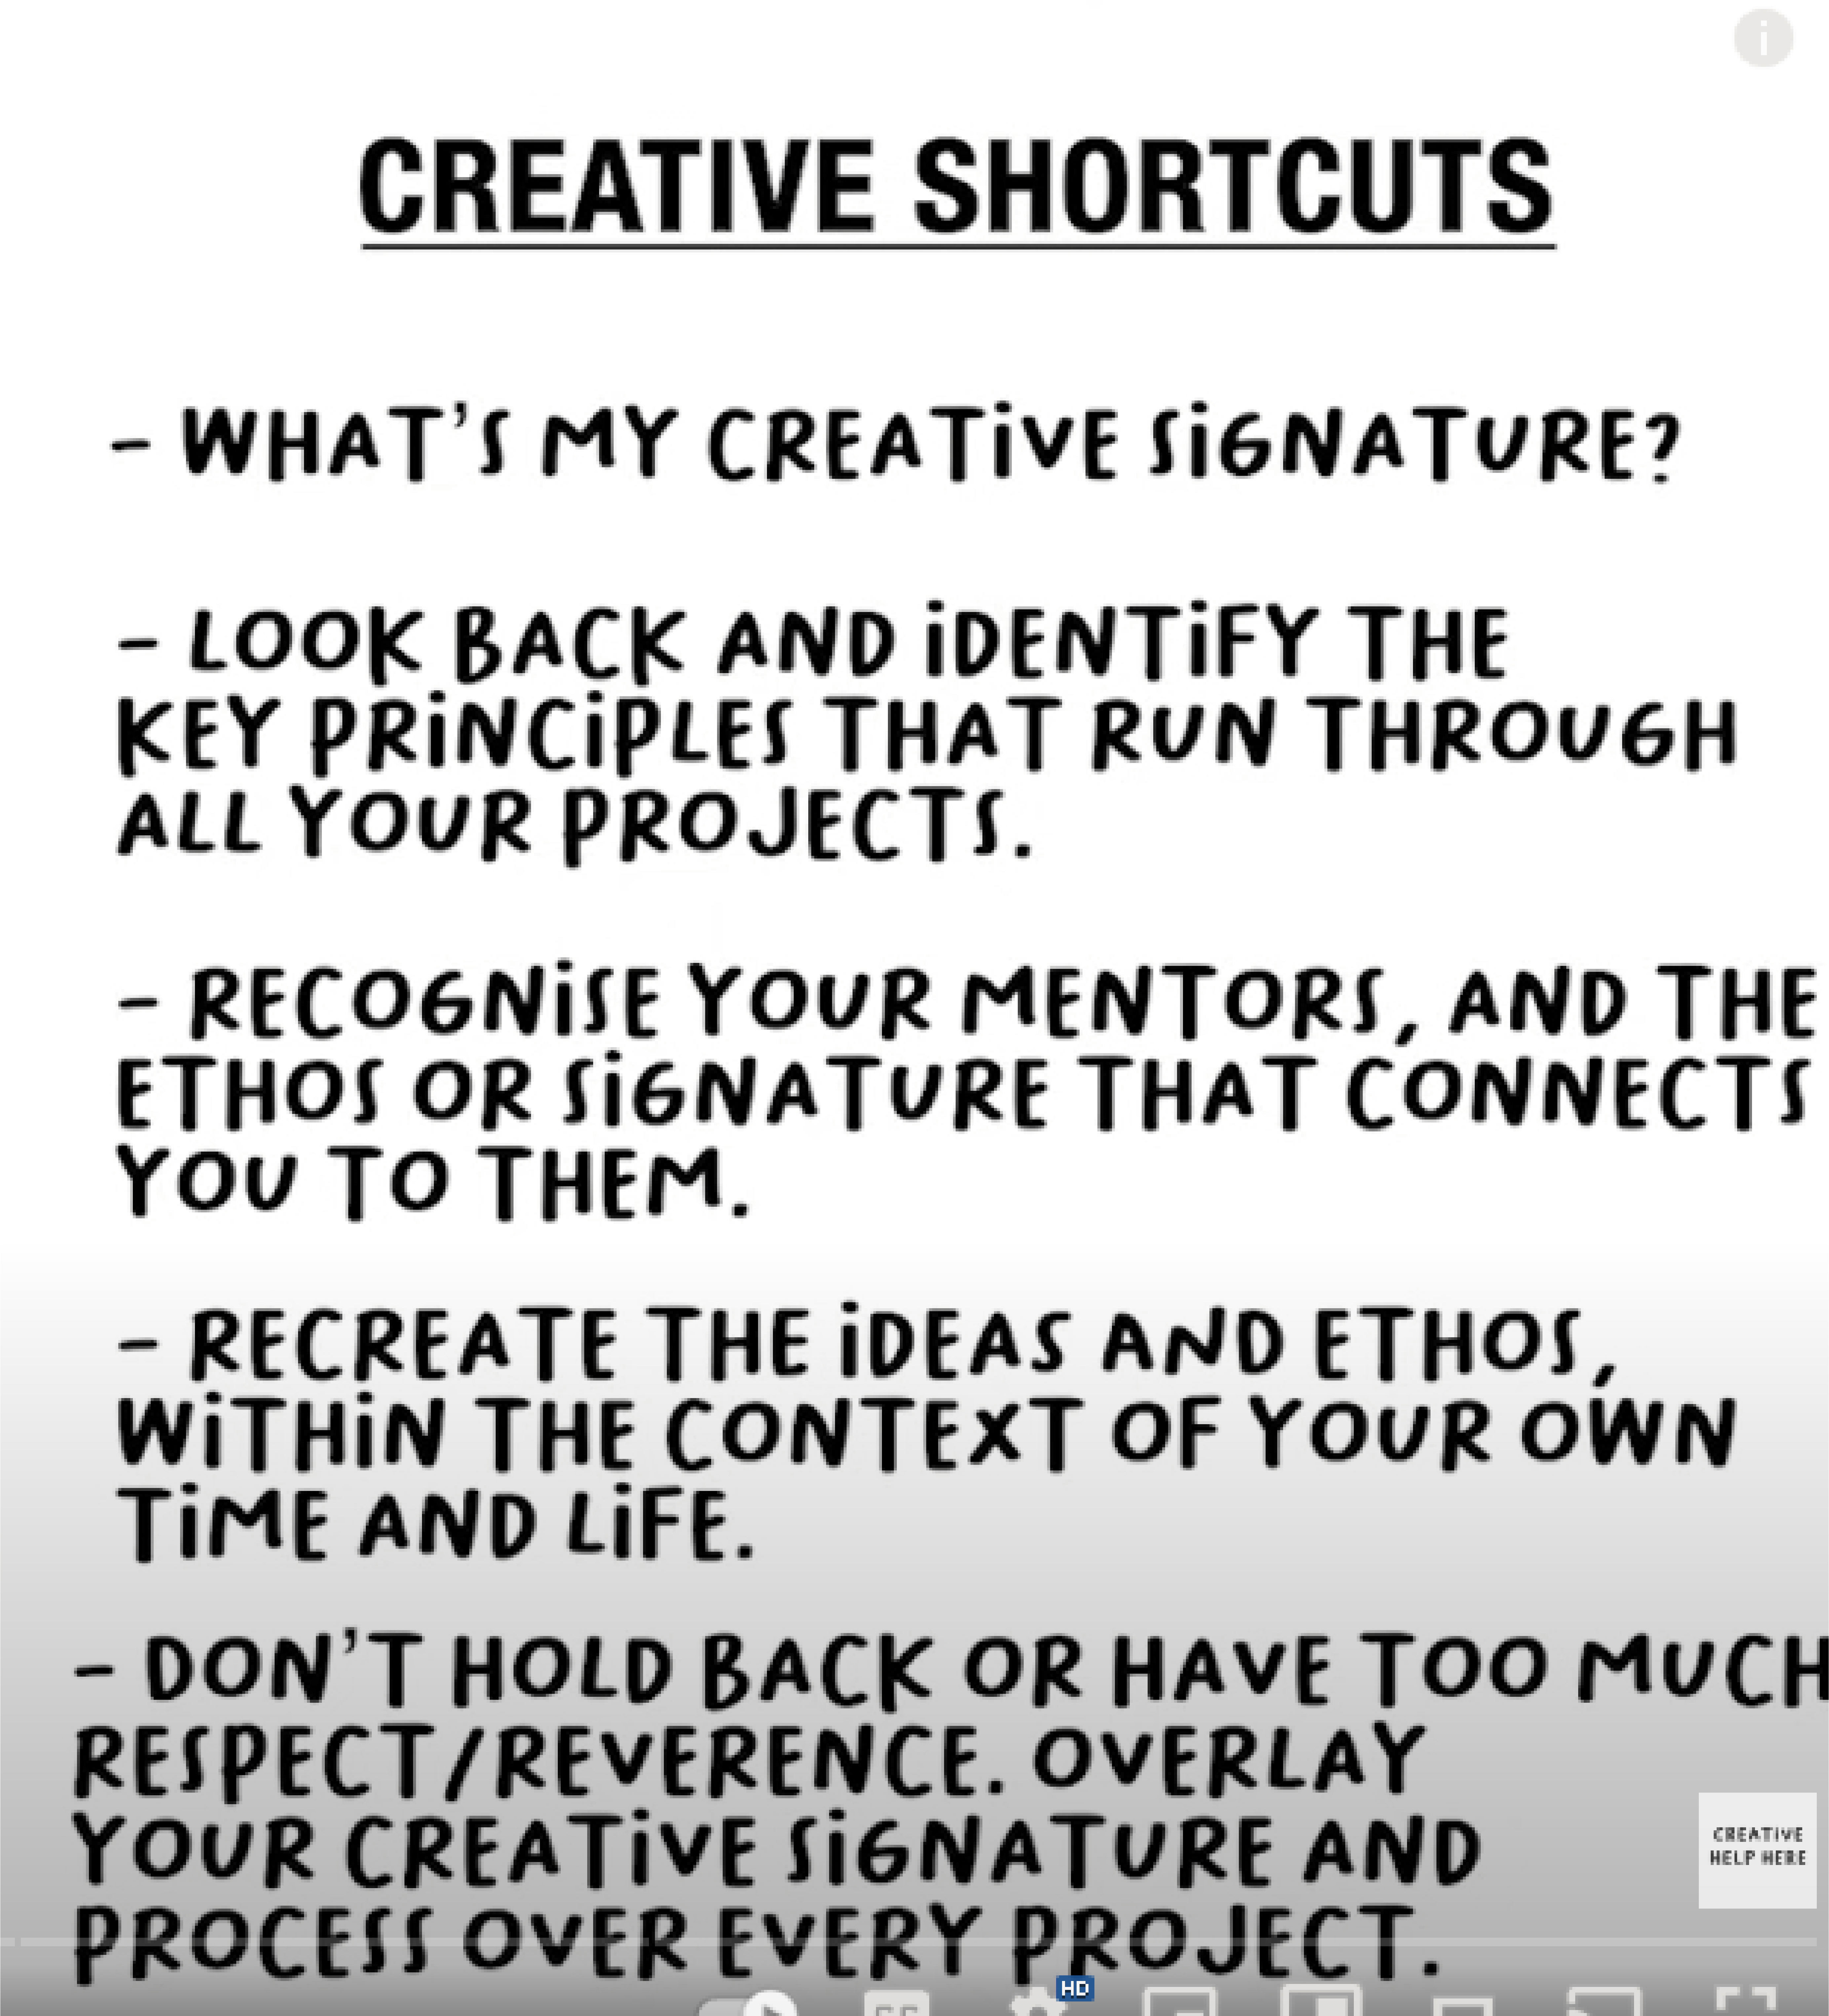 CREATIVE SHORTCUTS
- WHAT'S MY CREATiVE SiGNATURE?
- LOOK BACK AND iDENTiFY THE
KEY PRiNCiPLES THAT RUN THROUGH
ALL YOUR PROJECTS.
- RECOGNiSE YOUR MENTORS, AND THE
ETHOS OR SiGNATURE THAT CONNECTS
YOU TO THEM.
- RECREATE THE iDEAS AND ETHOS,
WiTHiN THE CONTEXT OF YOUR OWN
TiME AND LiFE.
- DON'T HOLD BACK OR HAVE TOO MUCH
RESPECT/REVERENCE. OVERLAY
YOUR CREATiVE SiGNATURE AND
PROCESS OVER EVERY PROJECT.
CREATIVE
HELP HERE
HD